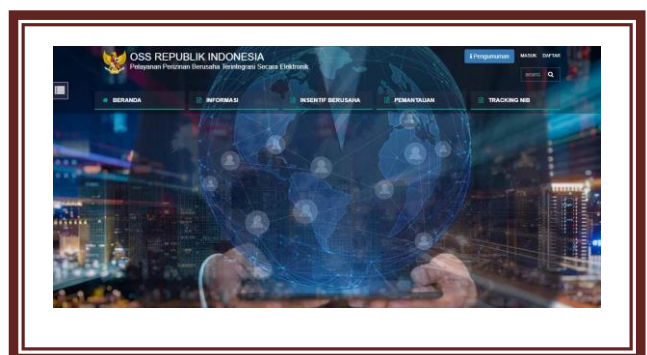 OSS REPUBLIK INDONESIA
Pelayanan Perizinan Berusaha Terintegrasi Secara Elektronik
Pengumuman MASUK DAFTAR
BERANDA INFORMASI INSENTIF BERUSAHA PEMANTAUAN TRACKING NIB